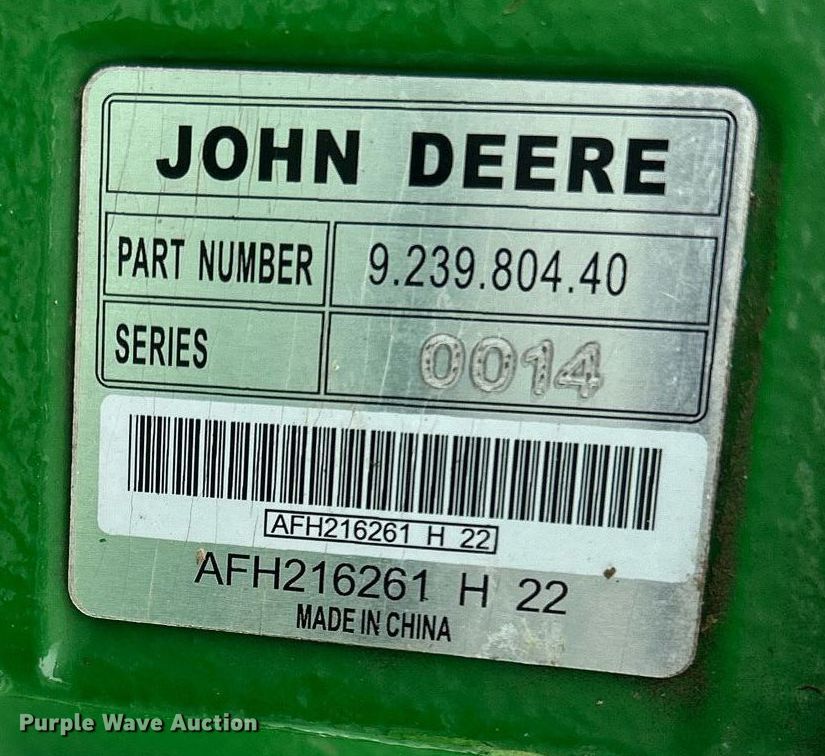 JOHN DEERE
PART NUMBER 9.239.804.40
SERIES 0014
AFH216261 H 22
AFH216261 H 22
MADE IN CHINA
Purple Wave Auction